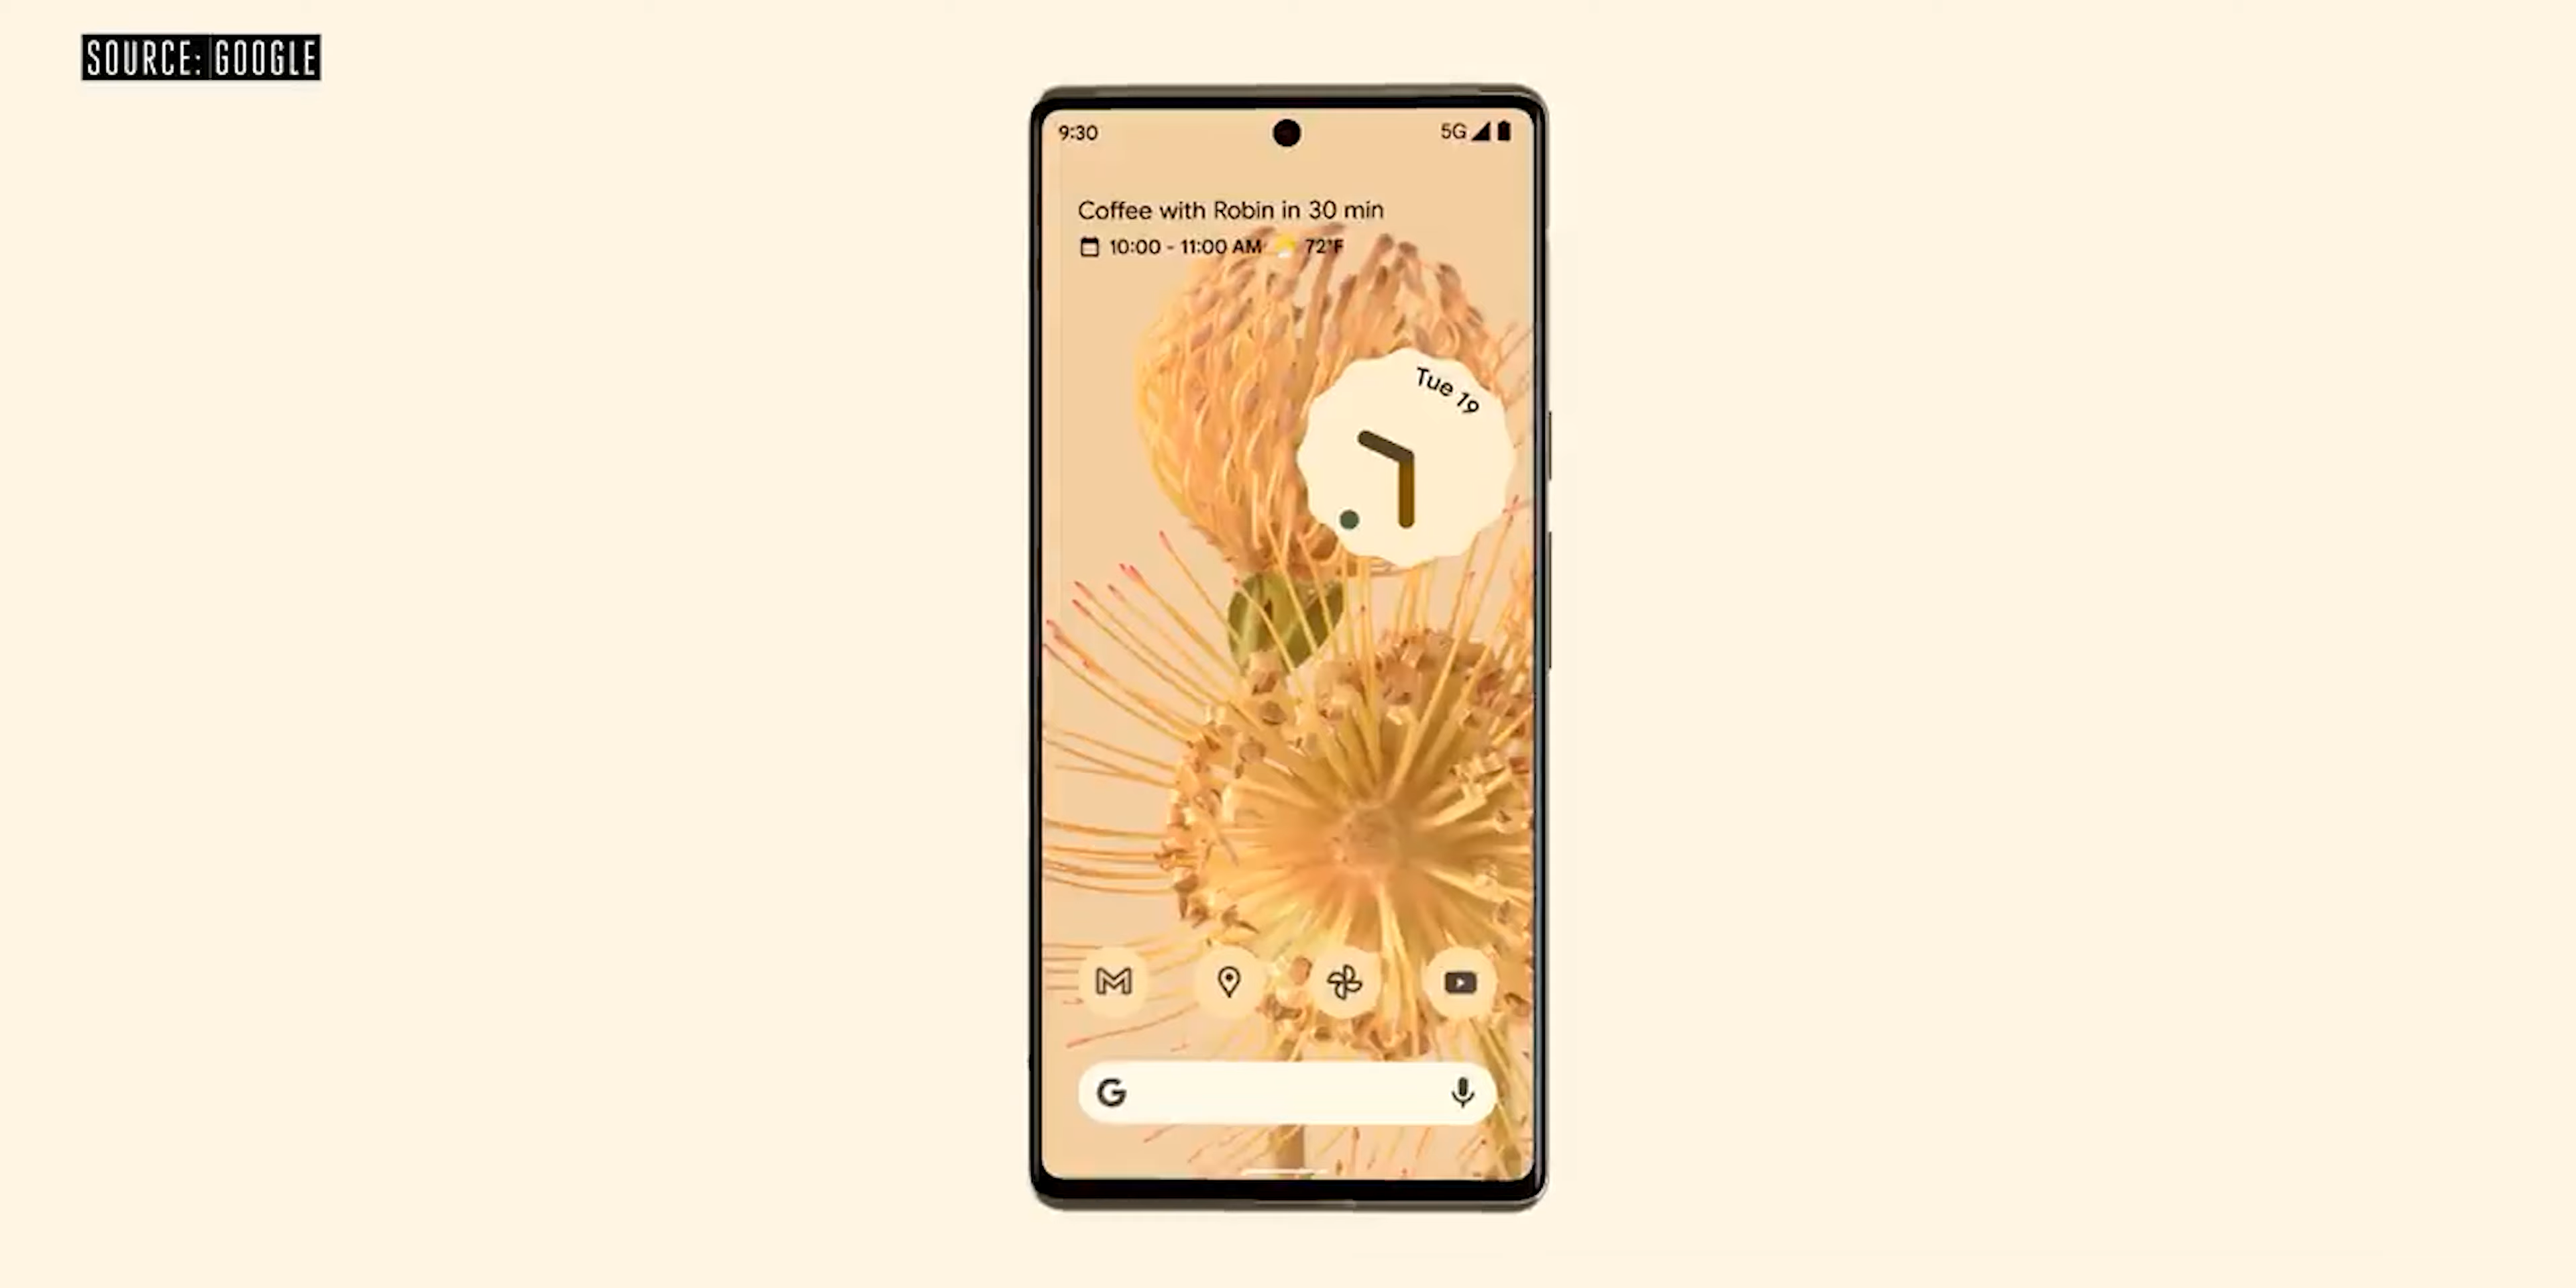 SOURCE: GOOGLE
9:30
5G
Coffee with Robin in 30 min
10:00 - 11:00 AM 72°F
Tue 19
G